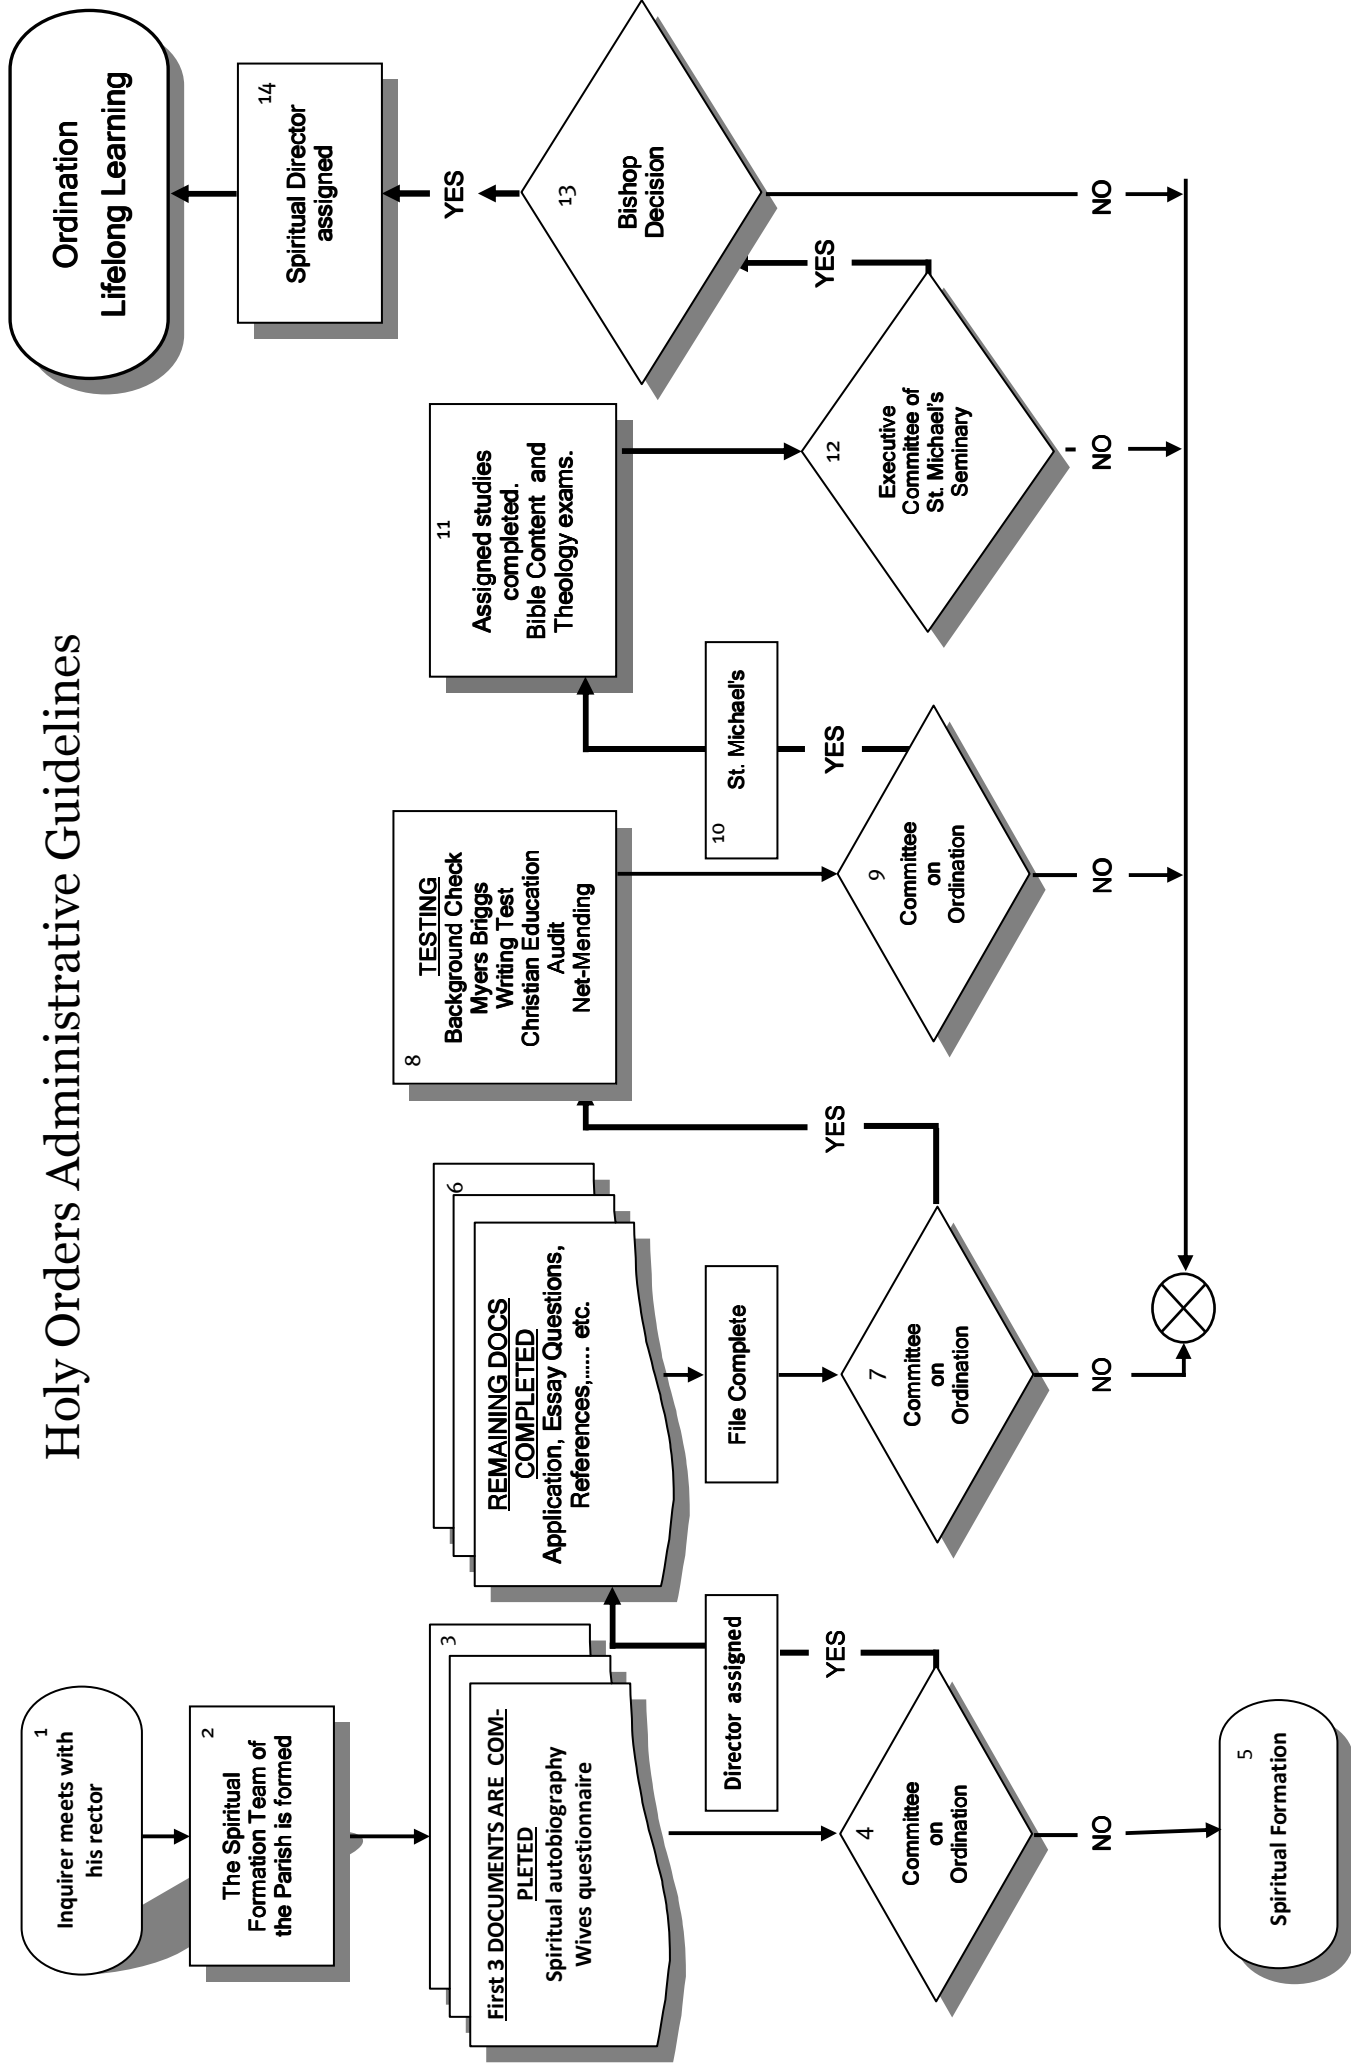 Holy Orders Administrative Guidelines
1
Inquirer meets with
his rector
2
The Spiritual
Formation Team of
the Parish is formed
3
First 3 DOCUMENTS ARE COM-
PLETED
Spiritual autobiography
Wives questionnaire
4
Committee
on
Ordination
NO
5
Spiritual Formation
YES
Director assigned
6
REMAINING DOCS
COMPLETED
Application, Essay Questions,
References,...... etc.
File Complete
7
Committee
on
Ordination
NO
YES
8
TESTING
Background Check
Myers Briggs
Writing Test
Christian Education
Audit
Net-Mending
9
Committee
on
Ordination
NO
YES
10
St. Michael's
11
Assigned studies
completed.
Bible Content and
Theology exams.
12
Executive
Committee of
St. Michael's
Seminary
NO
YES
13
Bishop
Decision
NO
YES
14
Spiritual Director
assigned
Ordination
Lifelong Learning